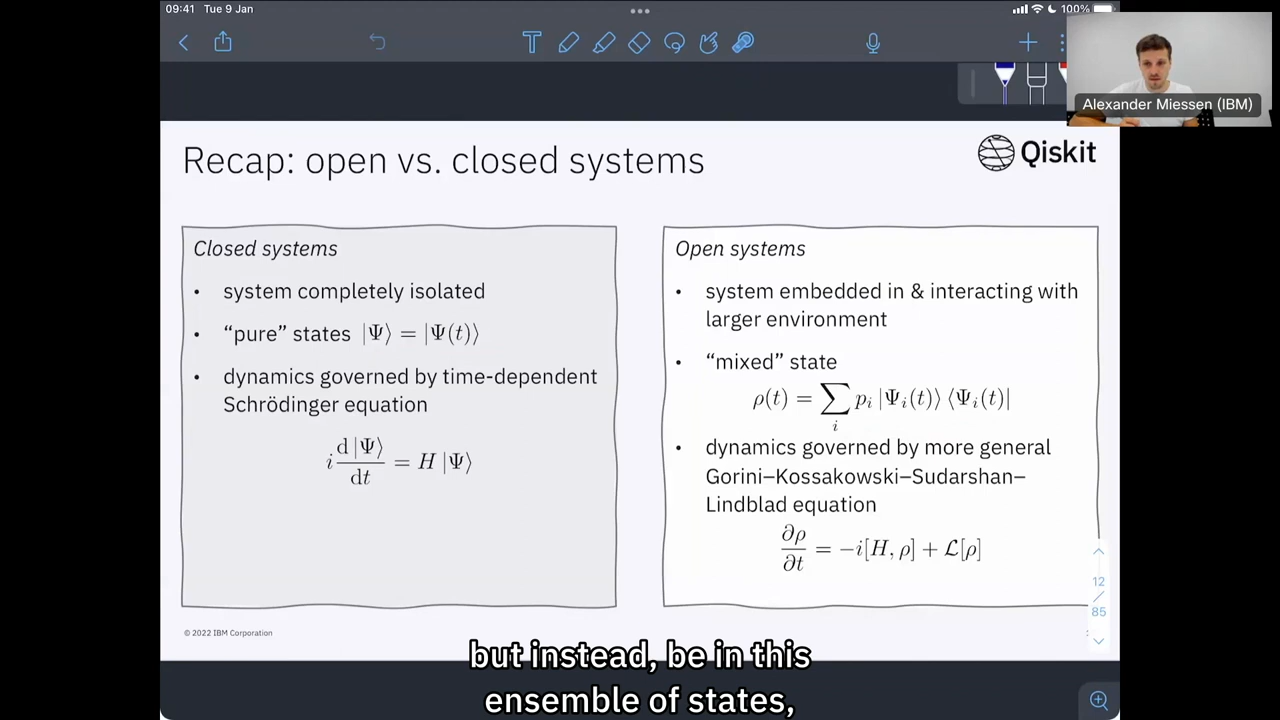 09:41 Tue 9 Jan
100%
T
Alexander Miessen (IBM)
Recap: open vs. closed systems
Qiskit
Closed systems
• system completely isolated
• “pure” states |Ψ⟩ = |Ψ(t)⟩
• dynamics governed by time-dependent
Schrödinger equation
i d|Ψ⟩/dt = H |Ψ⟩
Open systems
• system embedded in & interacting with
larger environment
• “mixed” state
ρ(t) = ∑_i p_i |Ψ_i(t)⟩ ⟨Ψ_i(t)|
• dynamics governed by more general
Gorini–Kossakowski–Sudarshan–
Lindblad equation
∂ρ/∂t = −i[H, ρ] + ℒ[ρ]
12
/
85
© 2022 IBM Corporation
but instead, be in this
ensemble of states,